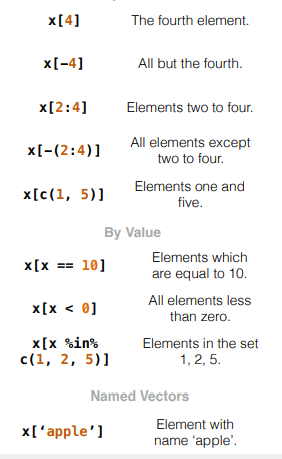 x[4] The fourth element.
x[-4] All but the fourth.
x[2:4] Elements two to four.
x[-(2:4)] All elements except
two to four.
x[c(1, 5)] Elements one and
five.
By Value
x[x == 10] Elements which
are equal to 10.
x[x < 0] All elements less
than zero.
x[x %in% Elements in the set
c(1, 2, 5)] 1, 2, 5.
Named Vectors
x[‘apple’] Element with
name ‘apple’.